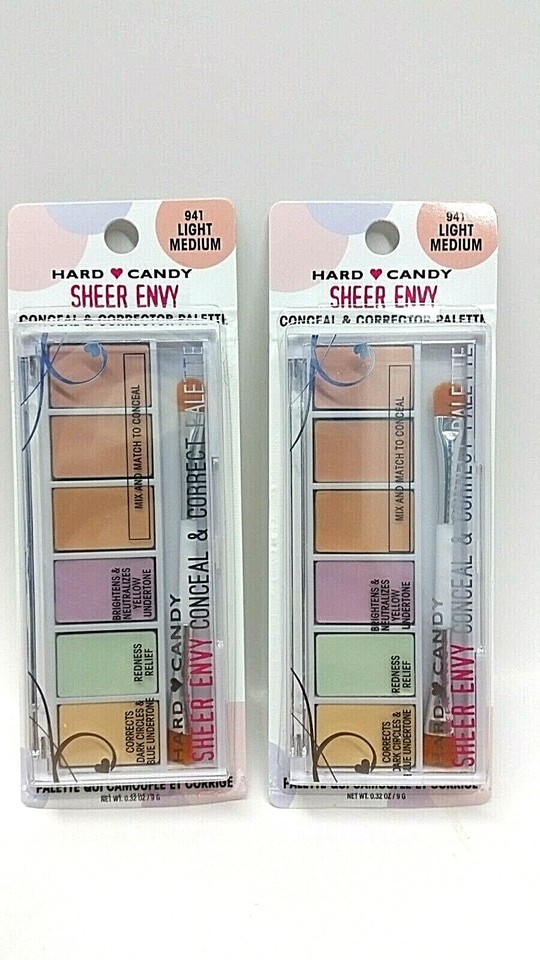 941
LIGHT
MEDIUM
HARD CANDY
SHEER ENVY
CONCEAL & CORRECTOR PALETTE
MIX AND MATCH TO CONCEAL
BRIGHTENS &
NEUTRALIZES
YELLOW
UNDERTONE
REDNESS
RELIEF
CORRECTS
DARK CIRCLES &
BLUE UNDERTONE
HARD CANDY
SHEER ENVY CONCEAL & CORRECT PALETTE
PALETTE QUI CAMOUFLE ET CORRIGE
NET WT. 0.32 OZ / 9 G
941
LIGHT
MEDIUM
HARD CANDY
SHEER ENVY
CONCEAL & CORRECTOR PALETTE
MIX AND MATCH TO CONCEAL
BRIGHTENS &
NEUTRALIZES
YELLOW
UNDERTONE
REDNESS
RELIEF
CORRECTS
DARK CIRCLES &
BLUE UNDERTONE
HARD CANDY
SHEER ENVY CONCEAL & CORRECT PALETTE
PALETTE QUI CAMOUFLE ET CORRIGE
NET WT. 0.32 OZ / 9 G